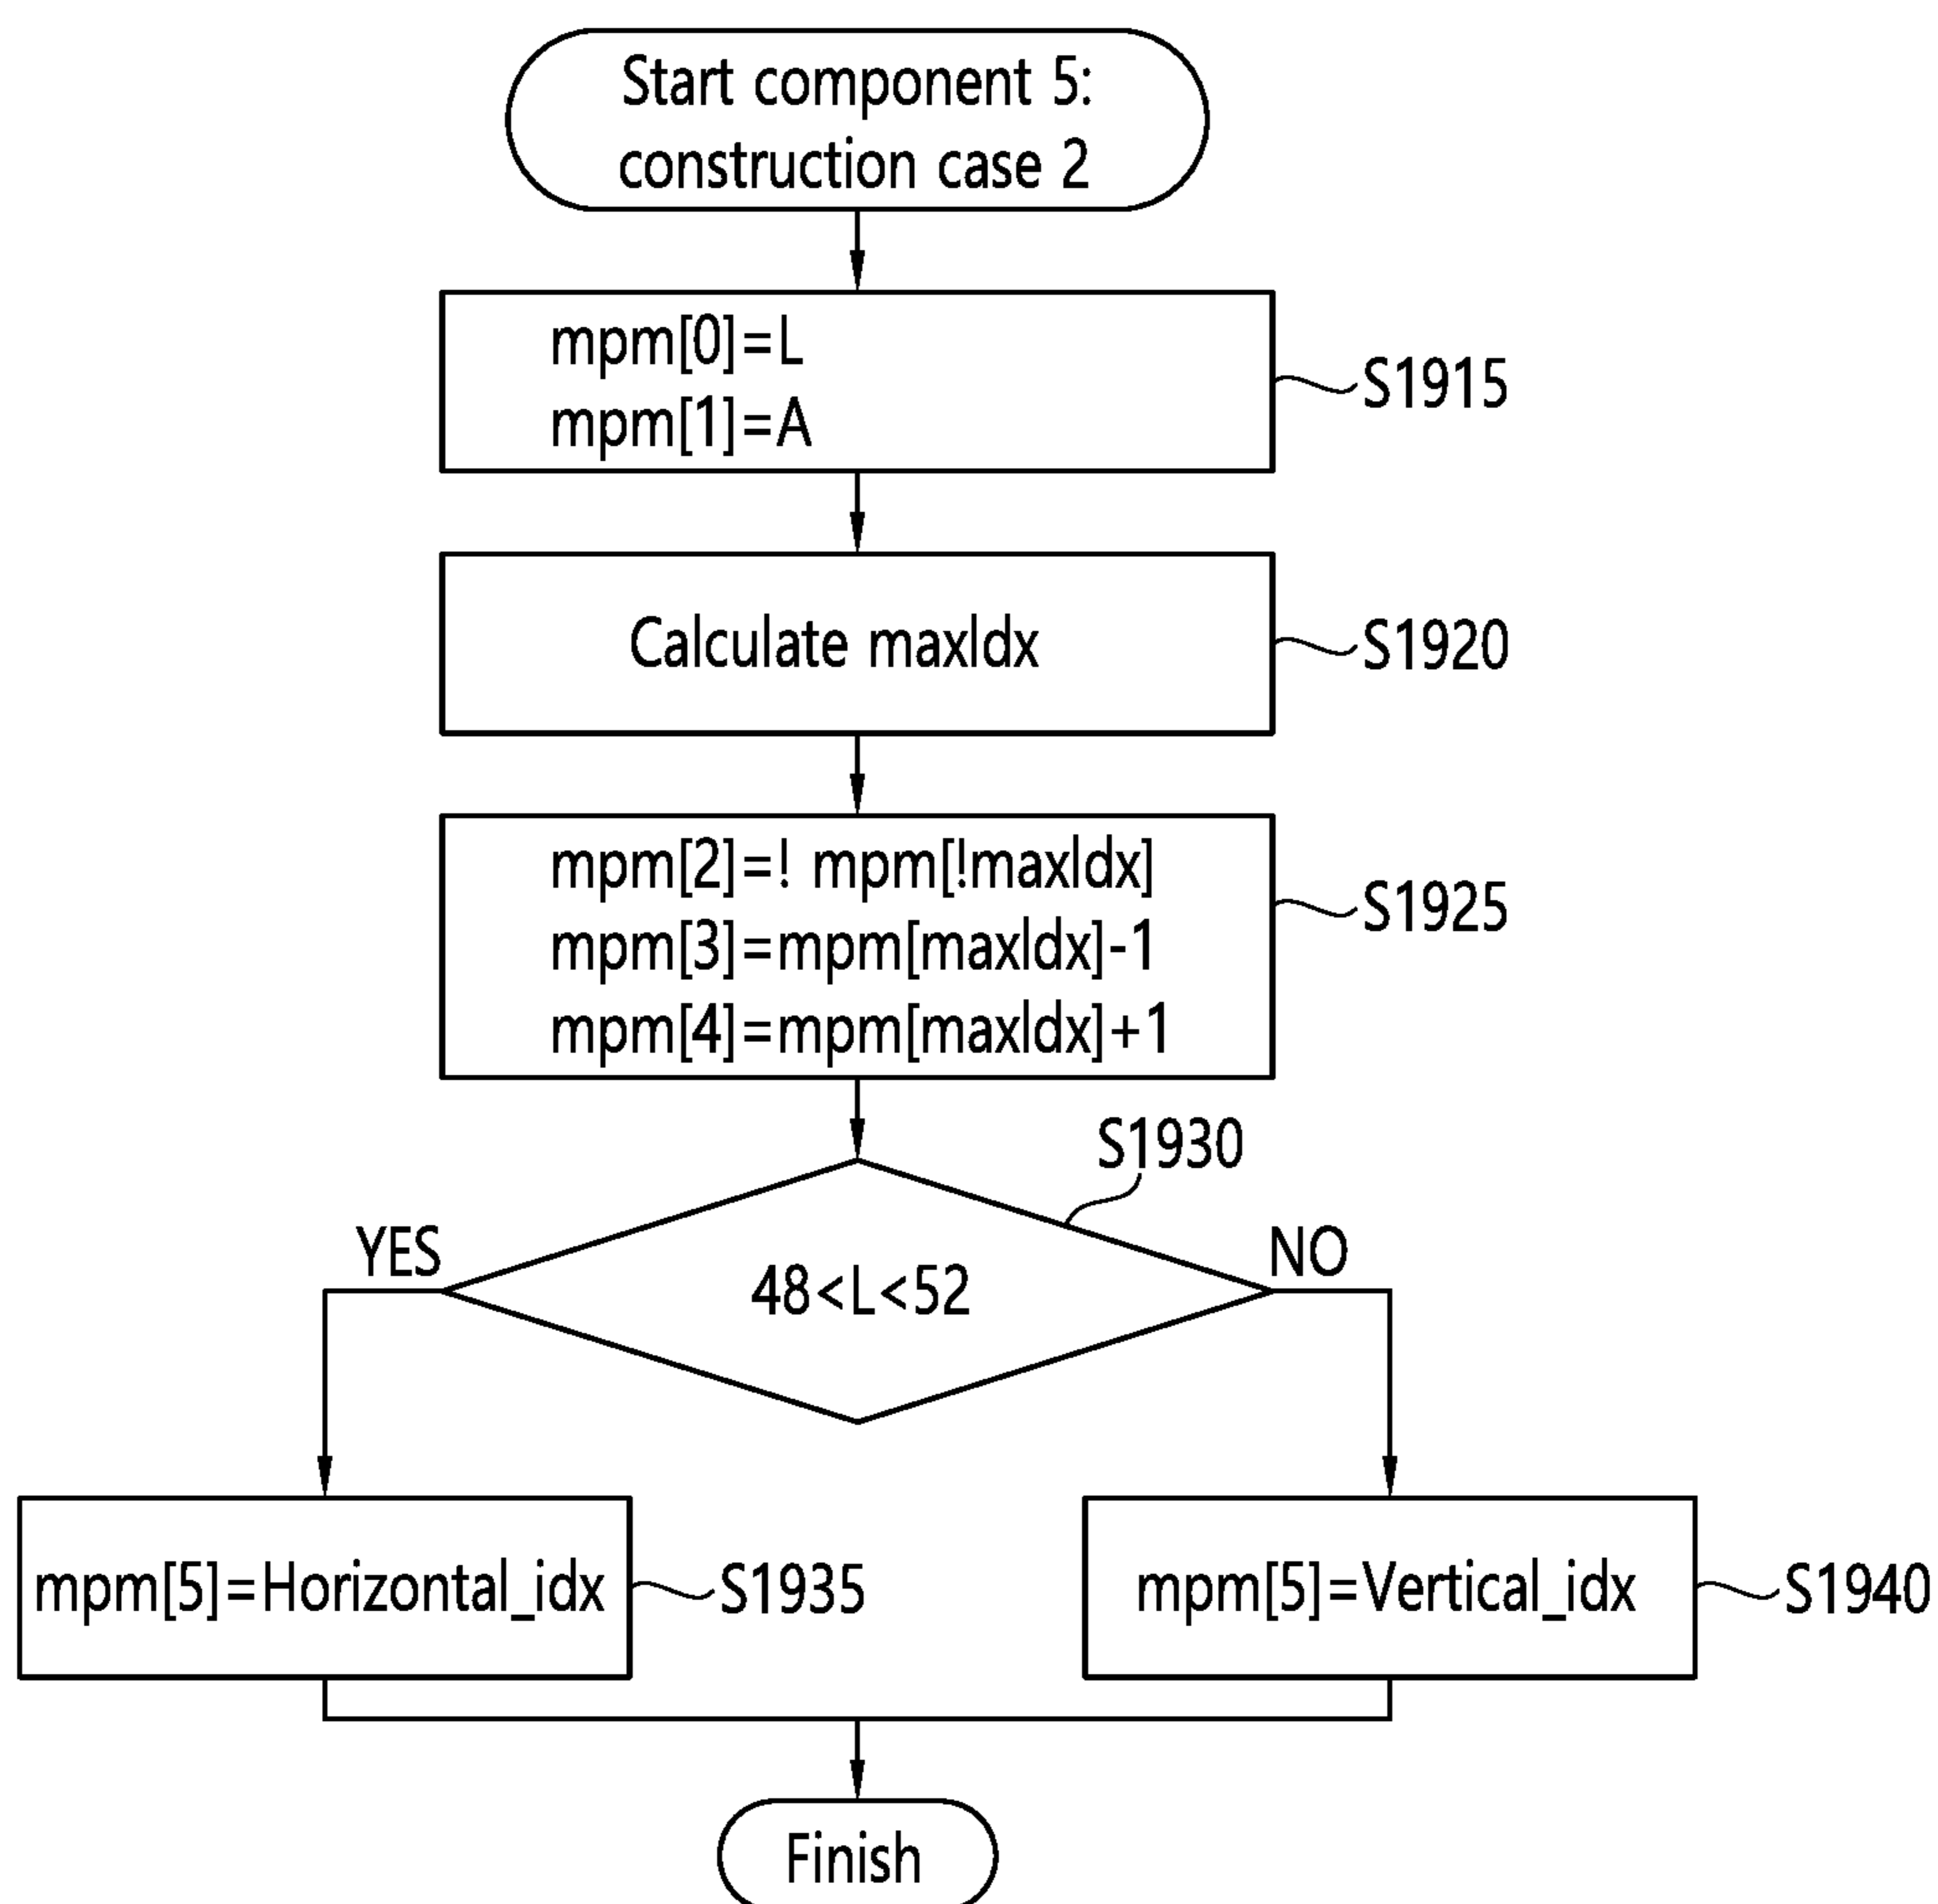 Start component 5:
construction case 2
mpm[0]=L
mpm[1]=A
S1915
Calculate maxIdx
S1920
mpm[2]=! mpm[!maxIdx]
mpm[3]=mpm[maxIdx]-1
mpm[4]=mpm[maxIdx]+1
S1925
S1930
YES
48<L<52
NO
mpm[5]=Horizontal_idx
S1935
mpm[5]=Vertical_idx
S1940
Finish